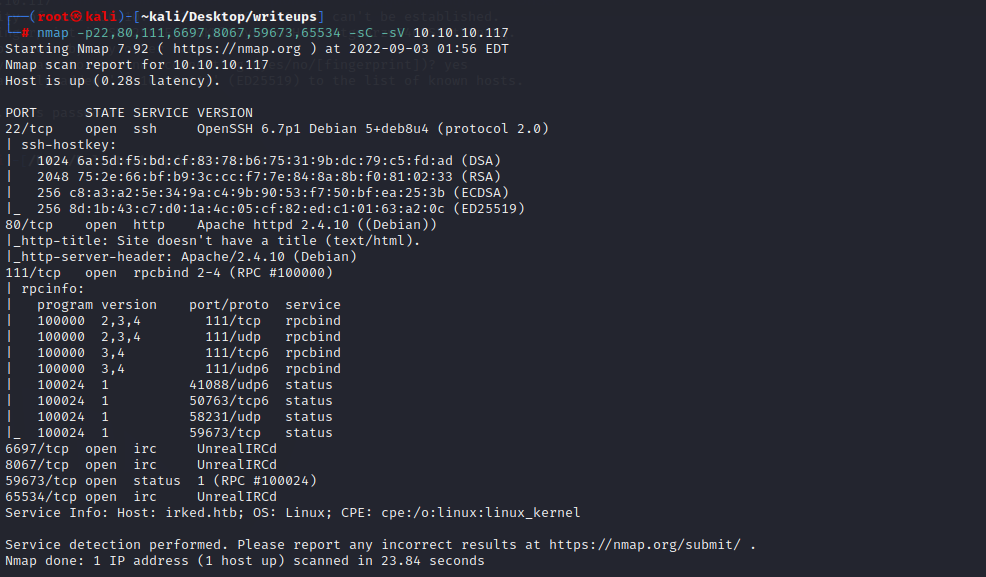 (root㉿kali)-[~kali/Desktop/writeups]
# nmap -p22,80,111,6697,8067,59673,65534 -sC -sV 10.10.10.117
Starting Nmap 7.92 ( https://nmap.org ) at 2022-09-03 01:56 EDT
Nmap scan report for 10.10.10.117
Host is up (0.28s latency).
PORT      STATE SERVICE VERSION
22/tcp    open  ssh     OpenSSH 6.7p1 Debian 5+deb8u4 (protocol 2.0)
| ssh-hostkey:
|   1024 6a:5d:f5:bd:cf:83:78:b6:75:31:9b:dc:79:c5:fd:ad (DSA)
|   2048 75:2e:66:bf:b9:3c:cc:f7:7e:84:8a:8b:f0:81:02:33 (RSA)
|   256 c8:a3:a2:5e:34:9a:c4:9b:90:53:f7:50:bf:ea:25:3b (ECDSA)
|_  256 8d:1b:43:c7:d0:1a:4c:05:cf:82:ed:c1:01:63:a2:0c (ED25519)
80/tcp    open  http    Apache httpd 2.4.10 ((Debian))
|_http-title: Site doesn't have a title (text/html).
|_http-server-header: Apache/2.4.10 (Debian)
111/tcp   open  rpcbind 2-4 (RPC #100000)
| rpcinfo:
|   program version    port/proto  service
|   100000  2,3,4        111/tcp   rpcbind
|   100000  2,3,4        111/udp   rpcbind
|   100000  3,4          111/tcp6  rpcbind
|   100000  3,4          111/udp6  rpcbind
|   100024  1          41088/udp6  status
|   100024  1          50763/tcp6  status
|   100024  1          58231/udp   status
|_  100024  1          59673/tcp   status
6697/tcp  open  irc     UnrealIRCd
8067/tcp  open  irc     UnrealIRCd
59673/tcp open  status  1 (RPC #100024)
65534/tcp open  irc     UnrealIRCd
Service Info: Host: irked.htb; OS: Linux; CPE: cpe:/o:linux:linux_kernel
Service detection performed. Please report any incorrect results at https://nmap.org/submit/ .
Nmap done: 1 IP address (1 host up) scanned in 23.84 seconds